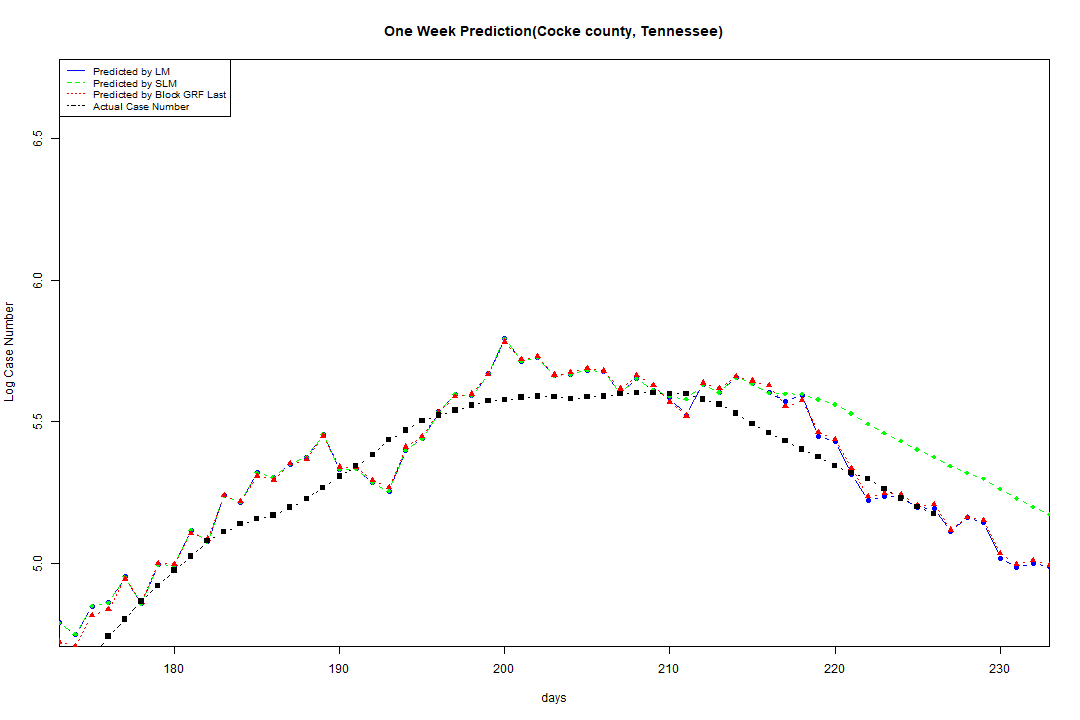 One Week Prediction(Cocke county, Tennessee)
Predicted by LM
Predicted by SLM
Predicted by Block GRF Last
Actual Case Number
6.5
6.0
5.5
5.0
Log Case Number
180 190 200 210 220 230
days